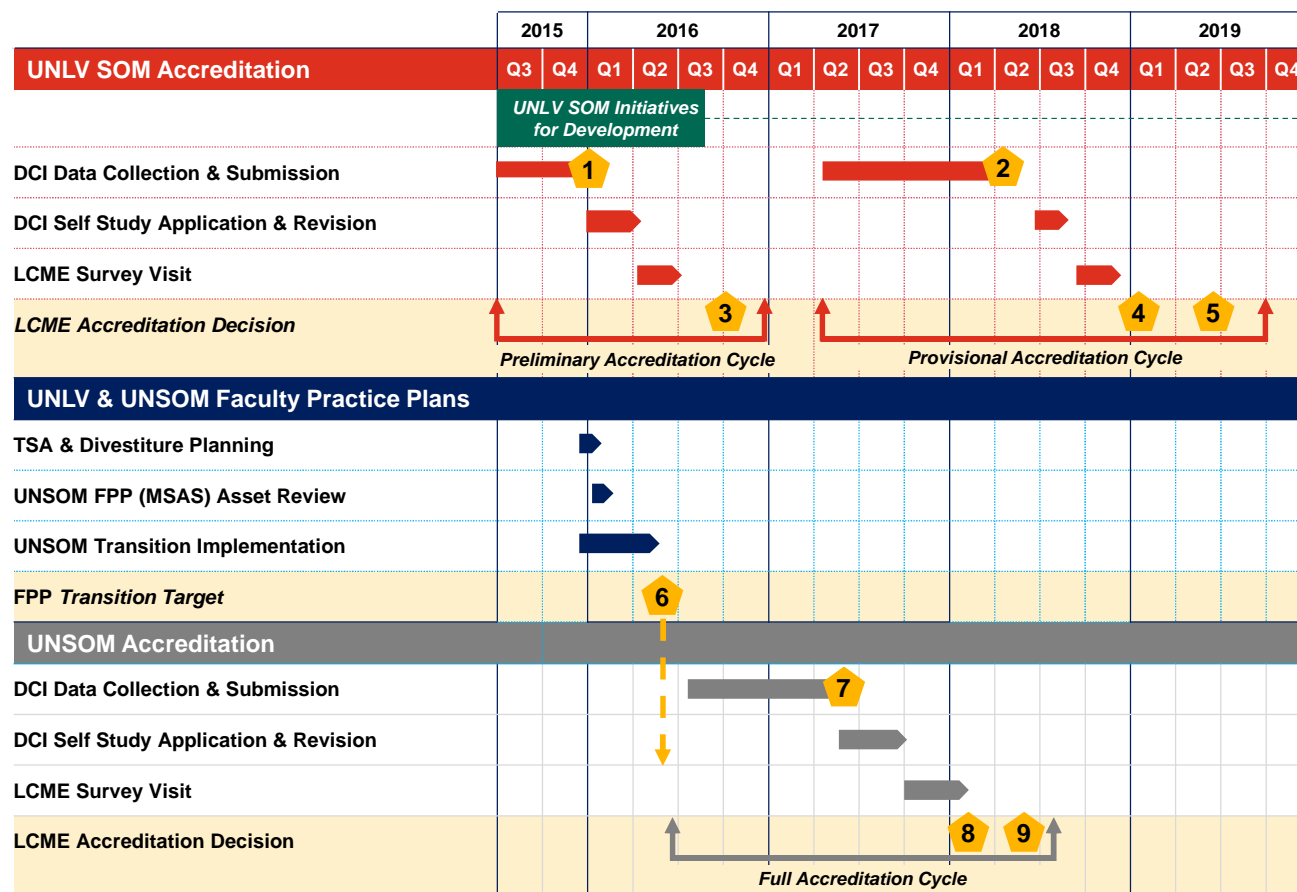 2015 2016 2017 2018 2019
UNLV SOM Accreditation Q3 Q4 Q1 Q2 Q3 Q4 Q1 Q2 Q3 Q4 Q1 Q2 Q3 Q4 Q1 Q2 Q3 Q4
UNLV SOM Initiatives
for Development
DCI Data Collection & Submission 1 2
DCI Self Study Application & Revision
LCME Survey Visit
LCME Accreditation Decision 3 4 5
Preliminary Accreditation Cycle Provisional Accreditation Cycle
UNLV & UNSOM Faculty Practice Plans
TSA & Divestiture Planning
UNSOM FPP (MSAS) Asset Review
UNSOM Transition Implementation
FPP Transition Target 6
UNSOM Accreditation
DCI Data Collection & Submission 7
DCI Self Study Application & Revision
LCME Survey Visit
LCME Accreditation Decision 8 9
Full Accreditation Cycle